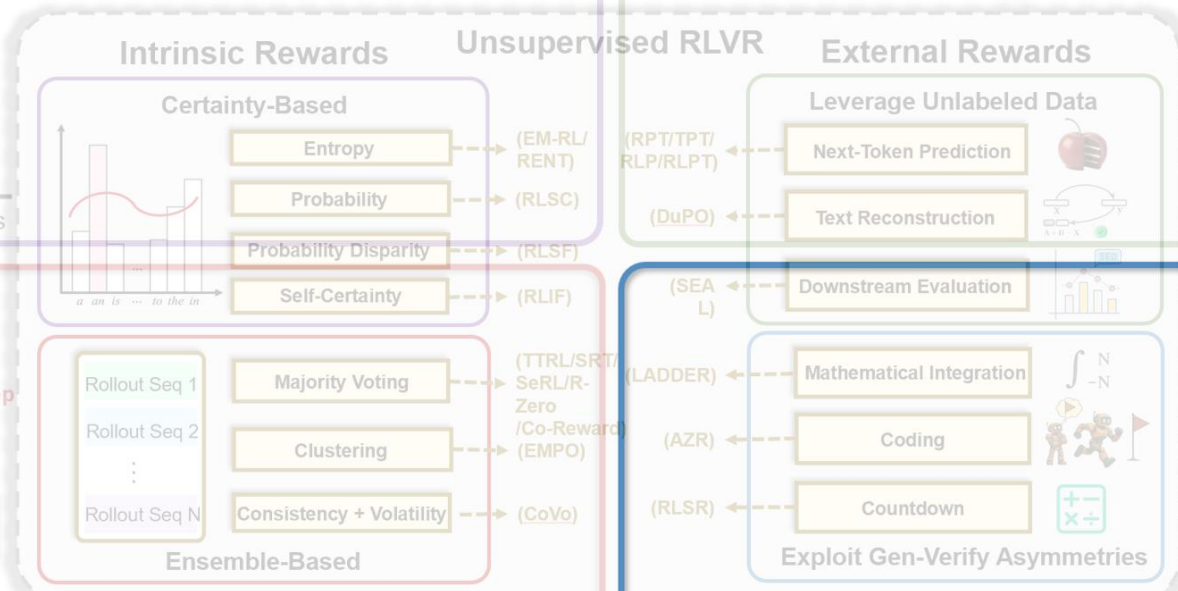 Unsupervised RLVR
Intrinsic Rewards
Certainty-Based
Entropy
(EM-RL/
RENT)
Probability
(RLSC)
Probability Disparity
(RLSF)
Self-Certainty
(RLIF)
a an is ... to the in
...
Rollout Seq 1
Rollout Seq 2
⋮
Rollout Seq N
Majority Voting
(TTRL/SRT/
SeRL/R-
Zero
/Co-Reward)
Clustering
(EMPO)
Consistency + Volatility
(CoVo)
Ensemble-Based
External Rewards
Leverage Unlabeled Data
(RPT/TPT/
RLP/RLPT)
Next-Token Prediction
(DuPO)
Text Reconstruction
X
Y
(SEA
L)
Downstream Evaluation
(LADDER)
Mathematical Integration
∫ N
-N
(AZR)
Coding
(RLSR)
Countdown
+ −
× ÷
Exploit Gen-Verify Asymmetries